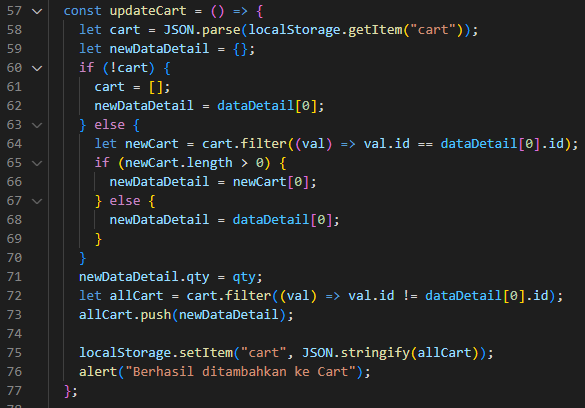 57 const updateCart = () => {
58 let cart = JSON.parse(localStorage.getItem("cart"));
59 let newDataDetail = {};
60 if (!cart) {
61 cart = [];
62 newDataDetail = dataDetail[0];
63 } else {
64 let newCart = cart.filter((val) => val.id == dataDetail[0].id);
65 if (newCart.length > 0) {
66 newDataDetail = newCart[0];
67 } else {
68 newDataDetail = dataDetail[0];
69 }
70 }
71 newDataDetail.qty = qty;
72 let allCart = cart.filter((val) => val.id != dataDetail[0].id);
73 allCart.push(newDataDetail);
74
75 localStorage.setItem("cart", JSON.stringify(allCart));
76 alert("Berhasil ditambahkan ke Cart");
77 };